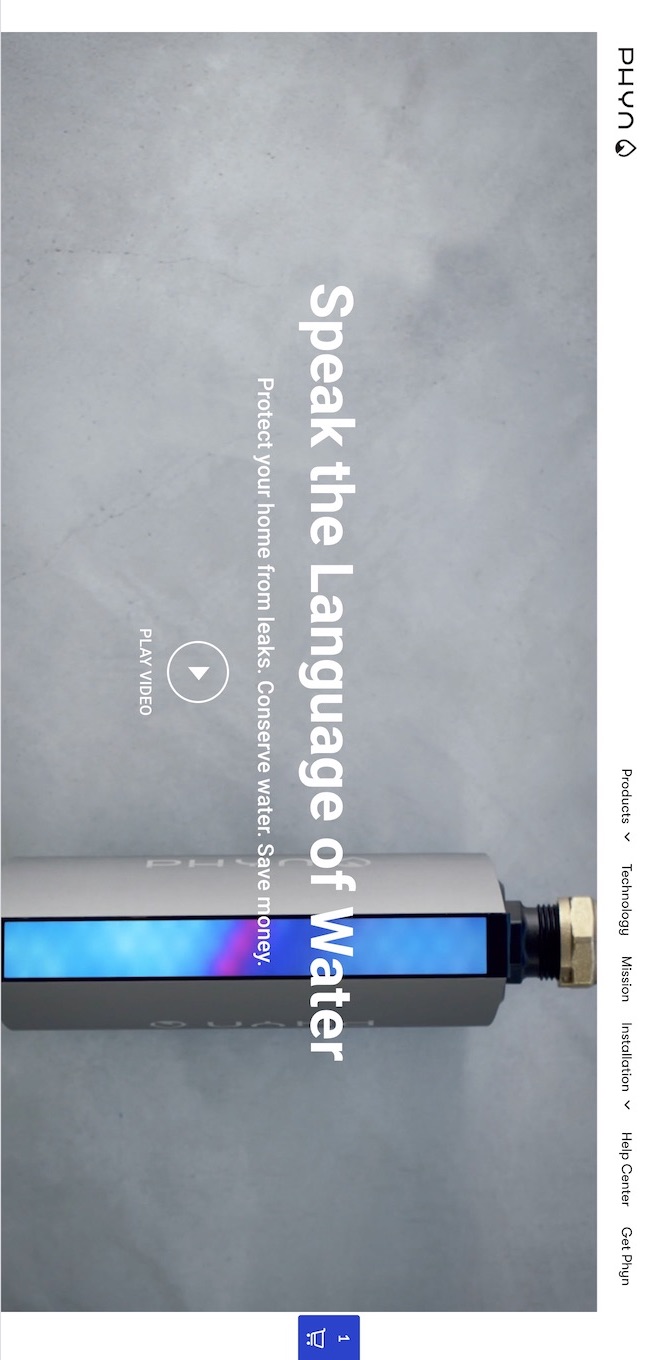 PHYN
Products
Technology
Mission
Installation
Help Center
Get Phyn
Speak the Language of Water
Protect your home from leaks. Conserve water. Save money.
PLAY VIDEO
PHYN
PHYN
1